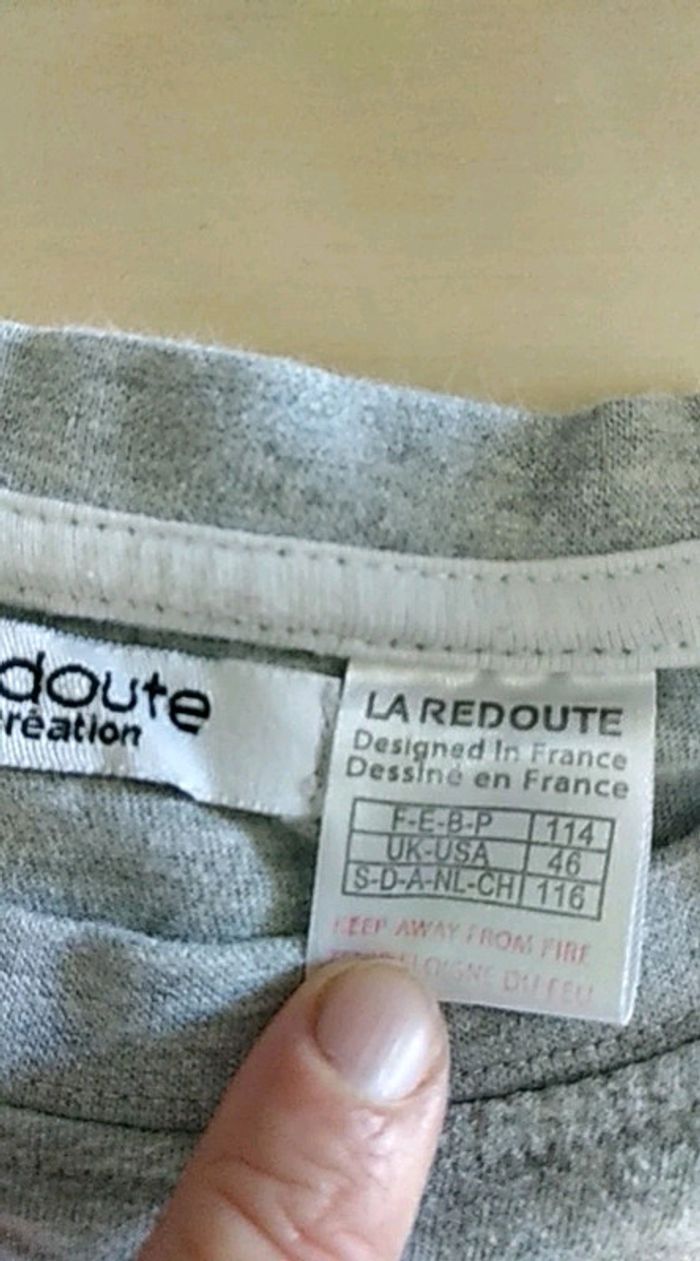 doute
réation
LA REDOUTE
Designed In France
Dessiné en France
F-E-B-P 114
UK-USA 46
S-D-A-NL-CH 116
KEEP AWAY FROM FIRE
DU FEU